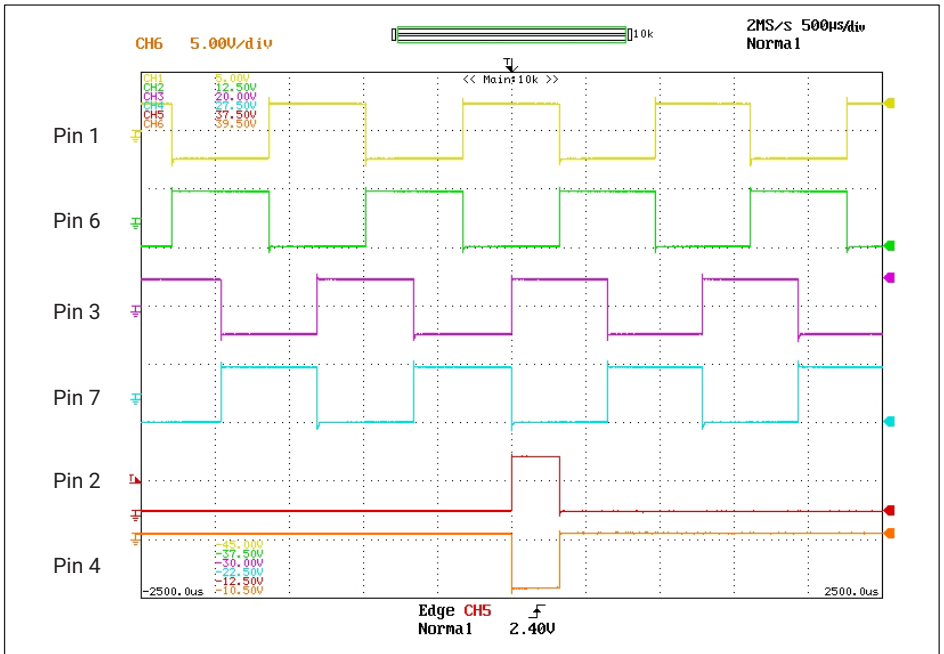 CH6 5.00V/div
10k
2MS/s 500µs/div
Normal
T
<< Main:10k >>
CH1 5.00V
CH2 12.50V
CH3 20.00V
CH4 27.50V
CH5 37.50V
CH6 39.50V
Pin 1
Pin 6
Pin 3
Pin 7
Pin 2
Pin 4
-45.00V
-37.50V
-30.00V
-22.50V
-12.50V
-10.50V
-2500.0us
2500.0us
Edge CH5
Normal 2.40V